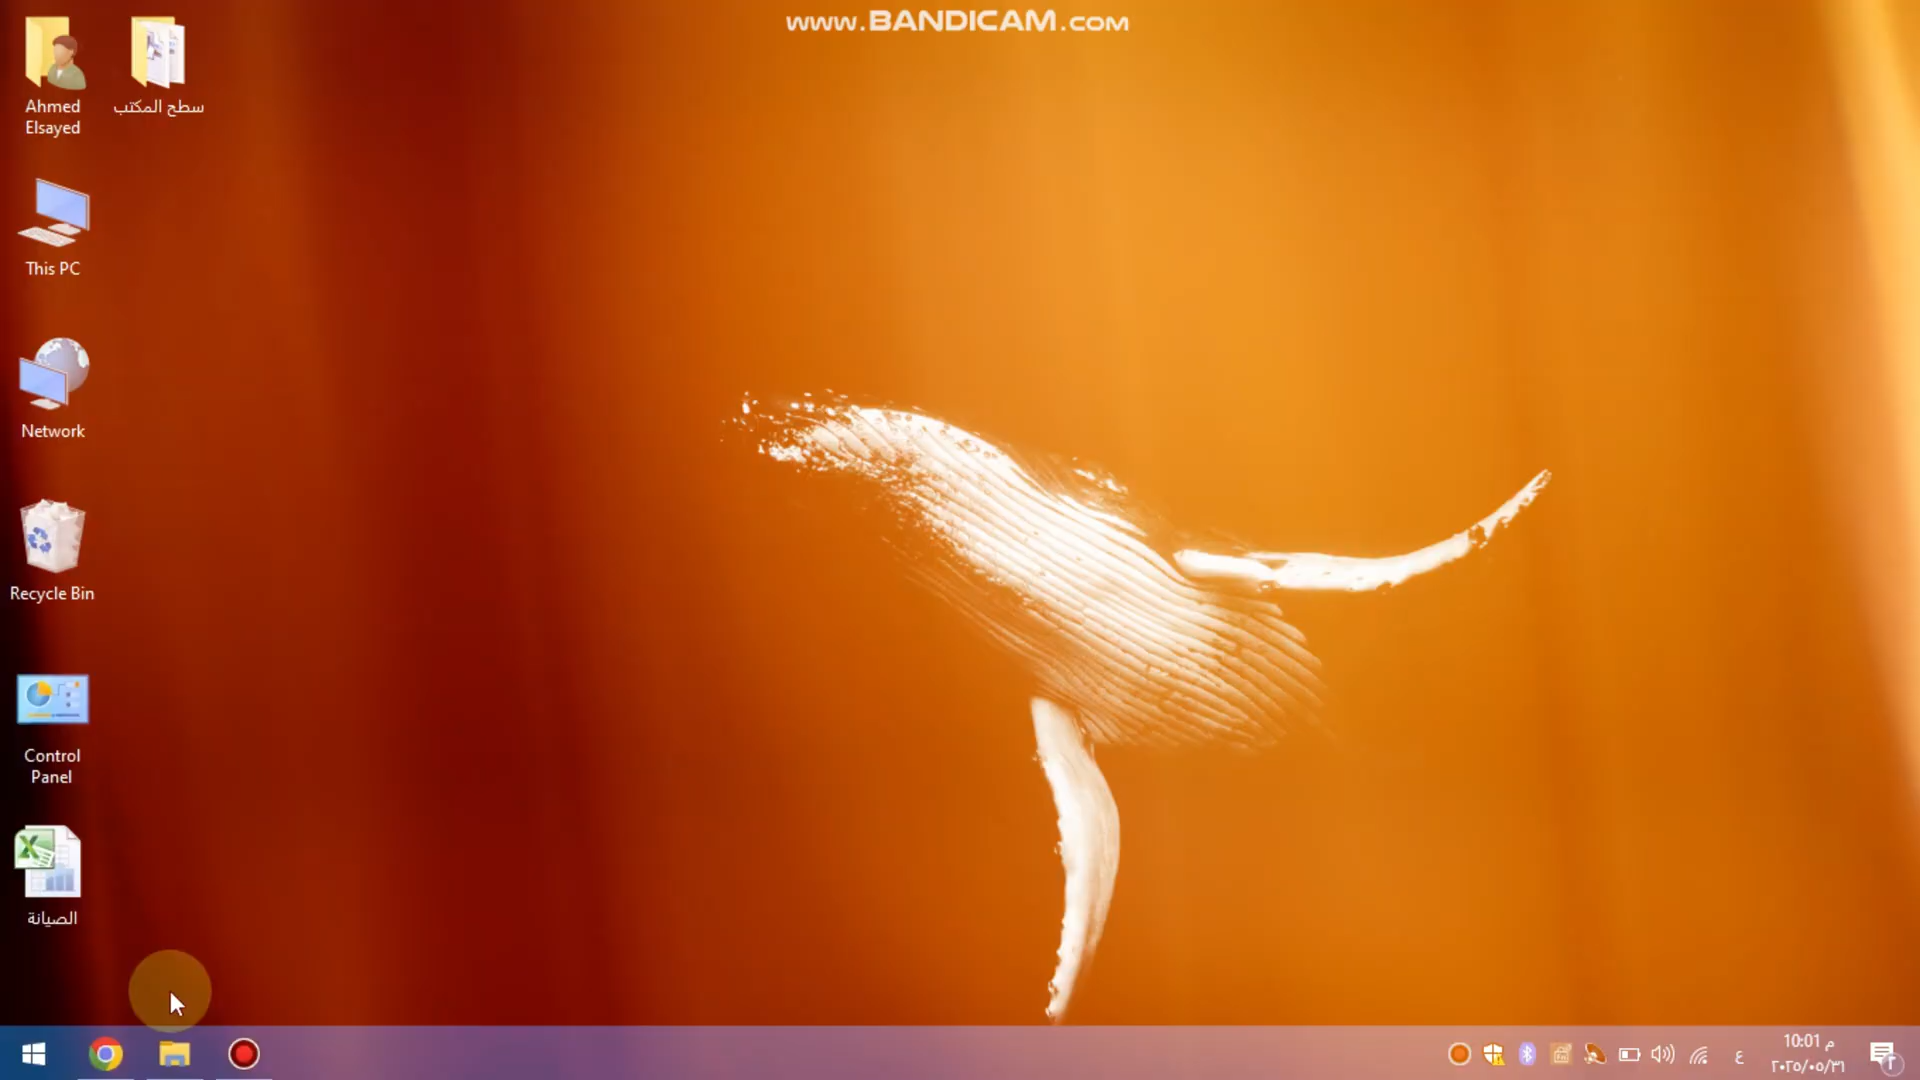 www.BANDICAM.com
Ahmed
Elsayed
سطح المكتب
This PC
Network
Recycle Bin
Control
Panel
الصيانة
ع
10:01 م
٢٠٢٥/٠٥/٣١